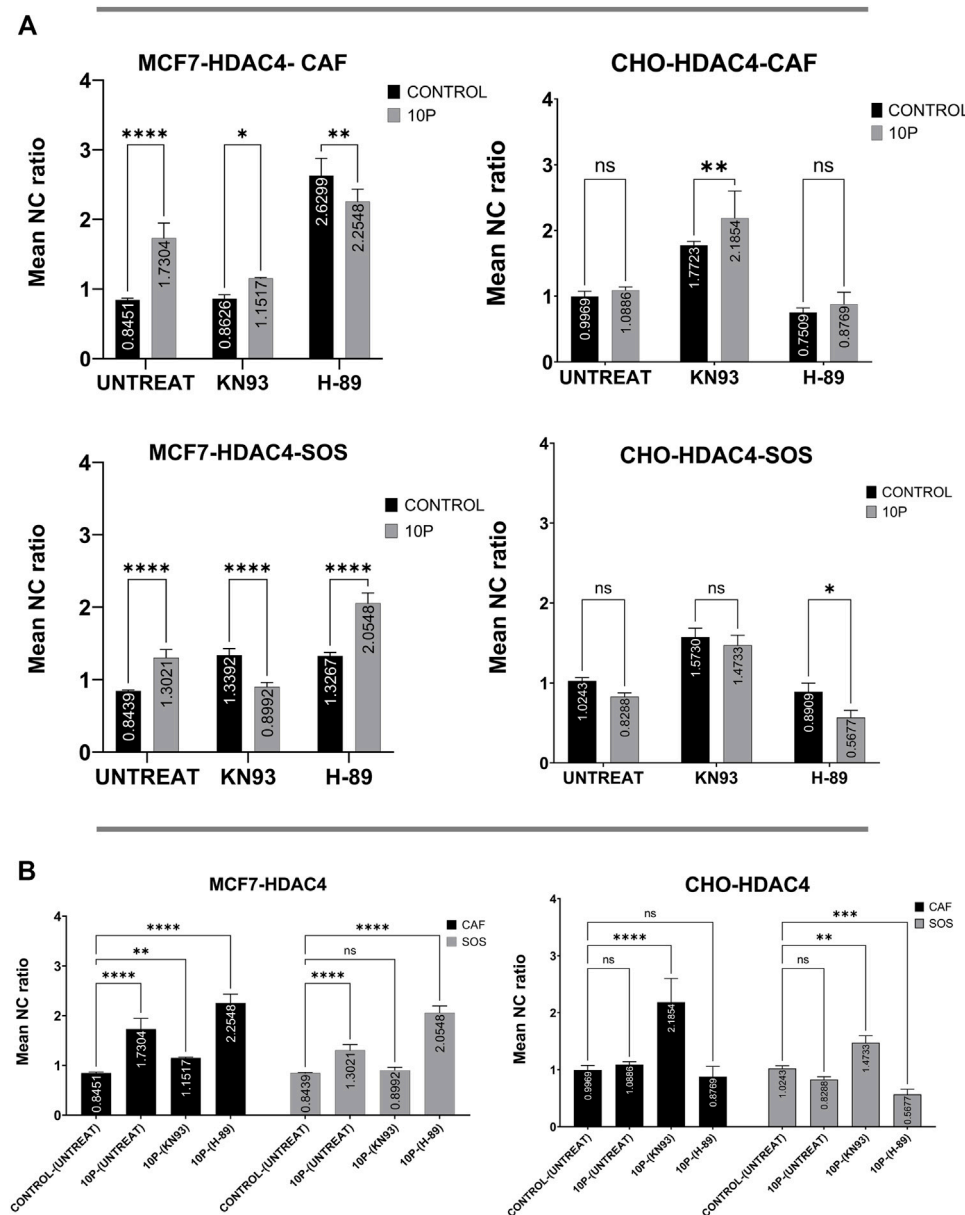 A
MCF7-HDAC4- CAF
CONTROL
10P
Mean NC ratio
4
3
2
1
0
****
*
**
0.8451
1.7304
0.8626
1.1517
2.6299
2.2548
UNTREAT KN93 H-89
CHO-HDAC4-CAF
CONTROL
10P
Mean NC ratio
4
3
2
1
0
ns
**
ns
0.9969
1.0886
1.7723
2.1854
0.7509
0.8769
UNTREAT KN93 H-89
MCF7-HDAC4-SOS
CONTROL
10P
Mean NC ratio
4
3
2
1
0
****
****
****
0.8439
1.3021
1.3392
0.8992
1.3267
2.0548
UNTREAT KN93 H-89
CHO-HDAC4-SOS
CONTROL
10P
Mean NC ratio
4
3
2
1
0
ns
ns
*
1.0243
0.8288
1.5730
1.4733
0.8909
0.5677
UNTREAT KN93 H-89
B
MCF7-HDAC4
CAF
SOS
Mean NC ratio
4
3
2
1
0
****
**
****
****
ns
****
0.8451
1.7304
1.1517
2.2548
0.8439
1.3021
0.8992
2.0548
CONTROL-(UNTREAT)
10P-(UNTREAT)
10P-(KN93)
10P-(H-89)
CONTROL-(UNTREAT)
10P-(UNTREAT)
10P-(KN93)
10P-(H-89)
CHO-HDAC4
CAF
SOS
Mean NC ratio
4
3
2
1
0
ns
****
ns
***
**
ns
0.9969
1.0886
2.1854
0.8769
1.0243
0.8288
1.4733
0.5677
CONTROL-(UNTREAT)
10P-(UNTREAT)
10P-(KN93)
10P-(H-89)
CONTROL-(UNTREAT)
10P-(UNTREAT)
10P-(KN93)
10P-(H-89)